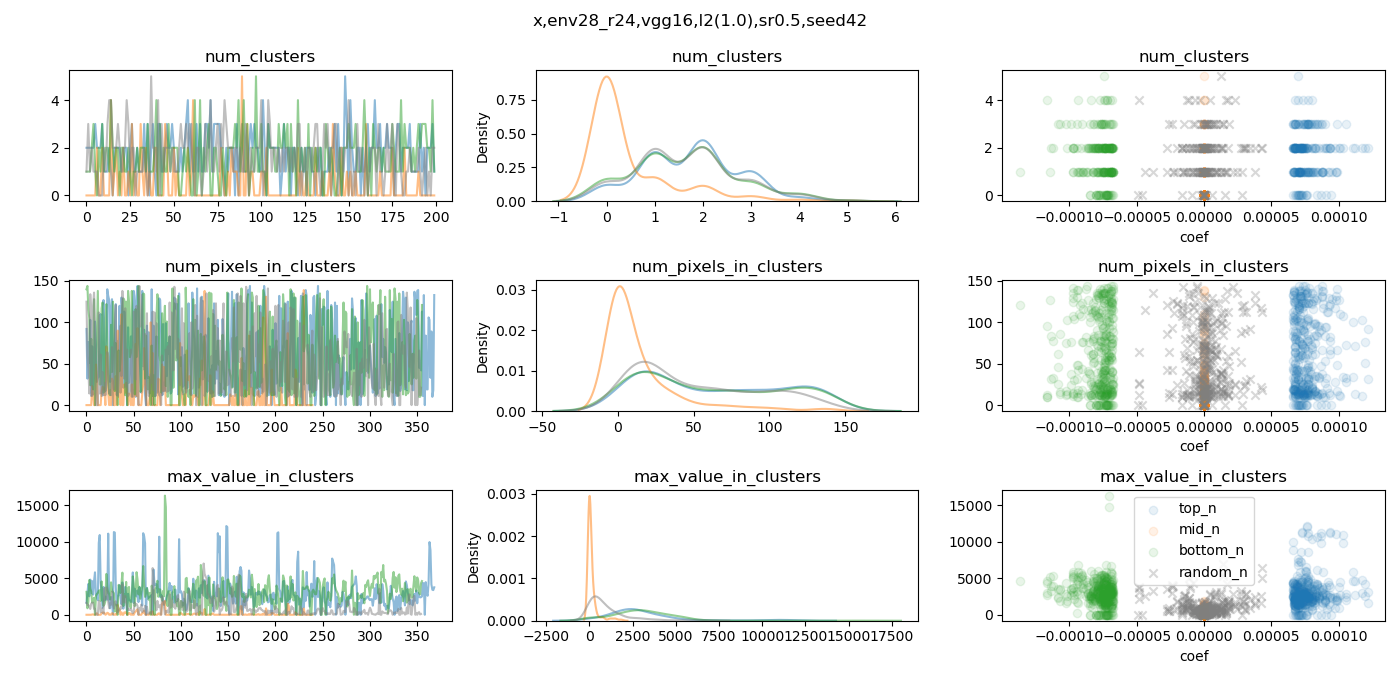 x,env28_r24,vgg16,l2(1.0),sr0.5,seed42
num_clusters
4
2
0
0 25 50 75 100 125 150 175 200
num_clusters
Density
0.75
0.50
0.25
0.00
−1 0 1 2 3 4 5 6
num_clusters
4
2
0
−0.00010 −0.00005 0.00000 0.00005 0.00010
coef
num_pixels_in_clusters
150
100
50
0
0 50 100 150 200 250 300 350
num_pixels_in_clusters
Density
0.03
0.02
0.01
0.00
−50 0 50 100 150
num_pixels_in_clusters
150
100
50
0
−0.00010 −0.00005 0.00000 0.00005 0.00010
coef
max_value_in_clusters
15000
10000
5000
0
0 50 100 150 200 250 300 350
max_value_in_clusters
Density
0.003
0.002
0.001
0.000
−2500 0 2500 5000 7500 10000 12500 15000 17500
max_value_in_clusters
15000
10000
5000
0
top_n
mid_n
bottom_n
random_n
−0.00010 −0.00005 0.00000 0.00005 0.00010
coef